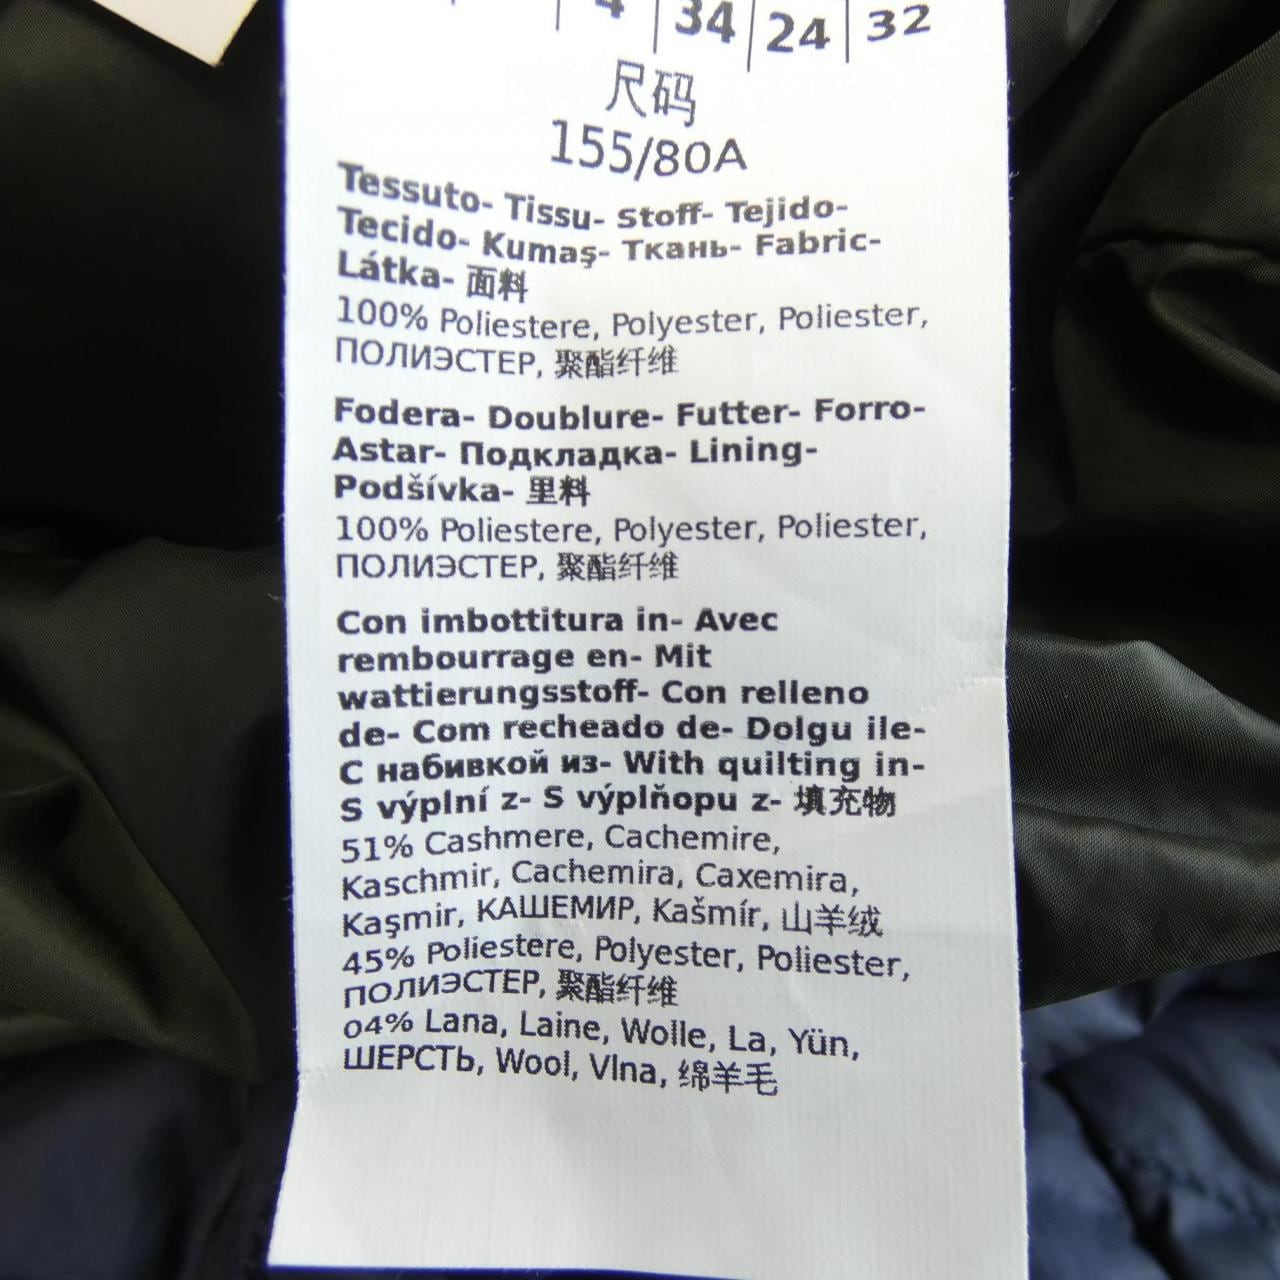 4 34 24 32
尺码
155/80A
Tessuto- Tissu- Stoff- Tejido-
Tecido- Kumaş- Ткань- Fabric-
Látka- 面料
100% Poliestere, Polyester, Poliester,
ПОЛИЭСТЕР, 聚酯纤维
Fodera- Doublure- Futter- Forro-
Astar- Подкладка- Lining-
Podšívka- 里料
100% Poliestere, Polyester, Poliester,
ПОЛИЭСТЕР, 聚酯纤维
Con imbottitura in- Avec
rembourrage en- Mit
wattierungsstoff- Con relleno
de- Com recheado de- Dolgu ile-
С набивкой из- With quilting in-
S výplní z- S výplňopu z- 填充物
51% Cashmere, Cachemire,
Kaschmir, Cachemira, Caxemira,
Kaşmir, КАШЕМИР, Kašmír, 山羊绒
45% Poliestere, Polyester, Poliester,
ПОЛИЭСТЕР, 聚酯纤维
04% Lana, Laine, Wolle, La, Yün,
ШЕРСТЬ, Wool, Vlna, 绵羊毛